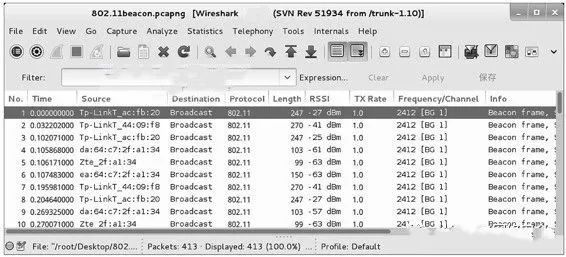 802.11beacon.pcapng [Wireshark (SVN Rev 51934 from /trunk-1.10)]
File Edit View Go Capture Analyze Statistics Telephony Tools Internals Help
Filter: Expression... Clear Apply 保存
No. Time Source Destination Protocol Length RSSI TX Rate Frequency/Channel Info
1 0.000000000 Tp-LinkT_ac:fb:20 Broadcast 802.11 247 -27 dBm 1.0 2412 [BG 1] Beacon frame, S
2 0.032202000 Tp-LinkT_44:09:f8 Broadcast 802.11 270 -41 dBm 1.0 2412 [BG 1] Beacon frame, S
3 0.102071000 Tp-LinkT_ac:fb:20 Broadcast 802.11 247 -25 dBm 1.0 2412 [BG 1] Beacon frame, S
4 0.105868000 da:64:c7:2f:a1:34 Broadcast 802.11 103 -61 dBm 1.0 2412 [BG 1] Beacon frame, S
5 0.106171000 Zte_2f:a1:34 Broadcast 802.11 99 -63 dBm 1.0 2412 [BG 1] Beacon frame, S
6 0.107483000 ea:64:c7:2f:a1:34 Broadcast 802.11 150 -63 dBm 1.0 2412 [BG 1] Beacon frame, S
7 0.195981000 Tp-LinkT_44:09:f8 Broadcast 802.11 270 -41 dBm 1.0 2412 [BG 1] Beacon frame, S
8 0.204640000 Tp-LinkT_ac:fb:20 Broadcast 802.11 247 -27 dBm 1.0 2412 [BG 1] Beacon frame, S
9 0.269325000 da:64:c7:2f:a1:34 Broadcast 802.11 103 -57 dBm 1.0 2412 [BG 1] Beacon frame, S
10 0.270071000 Zte_2f:a1:34 Broadcast 802.11 99 -63 dBm 1.0 2412 [BG 1] Beacon frame, S
File: "/root/Desktop/802.... Packets: 413 · Displayed: 413 (100.0%) ... Profile: Default